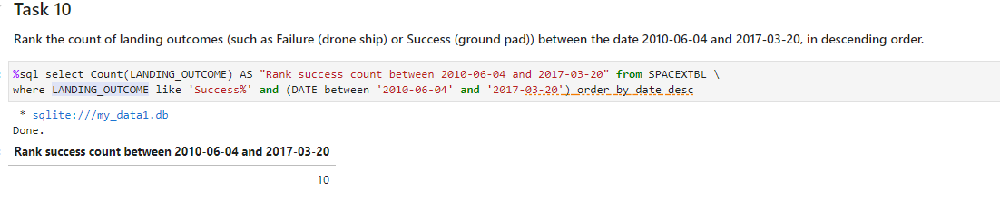 Task 10
Rank the count of landing outcomes (such as Failure (drone ship) or Success (ground pad)) between the date 2010-06-04 and 2017-03-20, in descending order.
%sql select Count(LANDING_OUTCOME) AS "Rank success count between 2010-06-04 and 2017-03-20" from SPACEXTBL \
where LANDING_OUTCOME like 'Success%' and (DATE between '2010-06-04' and '2017-03-20') order by date desc
* sqlite:///my_data1.db
Done.
Rank success count between 2010-06-04 and 2017-03-20
10